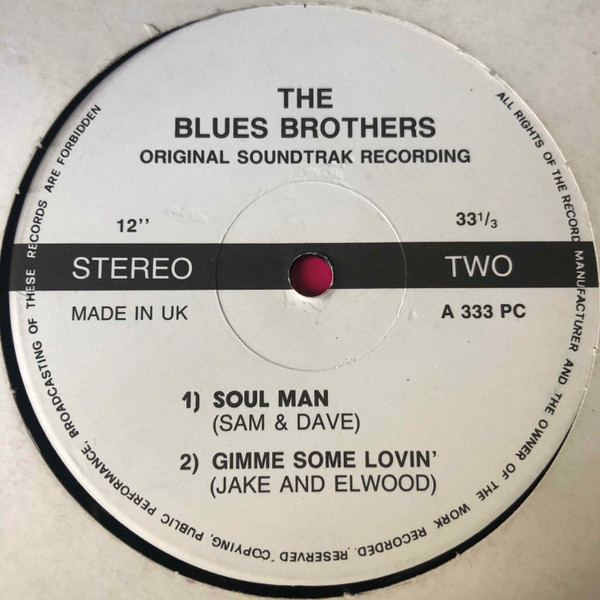 THE
BLUES BROTHERS
ORIGINAL SOUNDTRAK RECORDING
12''
33 1/3
STEREO
TWO
MADE IN UK
A 333 PC
1) SOUL MAN
(SAM & DAVE)
2) GIMME SOME LOVIN'
(JAKE AND ELWOOD)
ALL RIGHTS OF THE RECORD MANUFACTURER AND THE OWNER OF THE WORK RECORDED. RESERVED COPYING, PUBLIC PERFORMANCE, BROADCASTING OF THESE RECORDS ARE FORBIDDEN